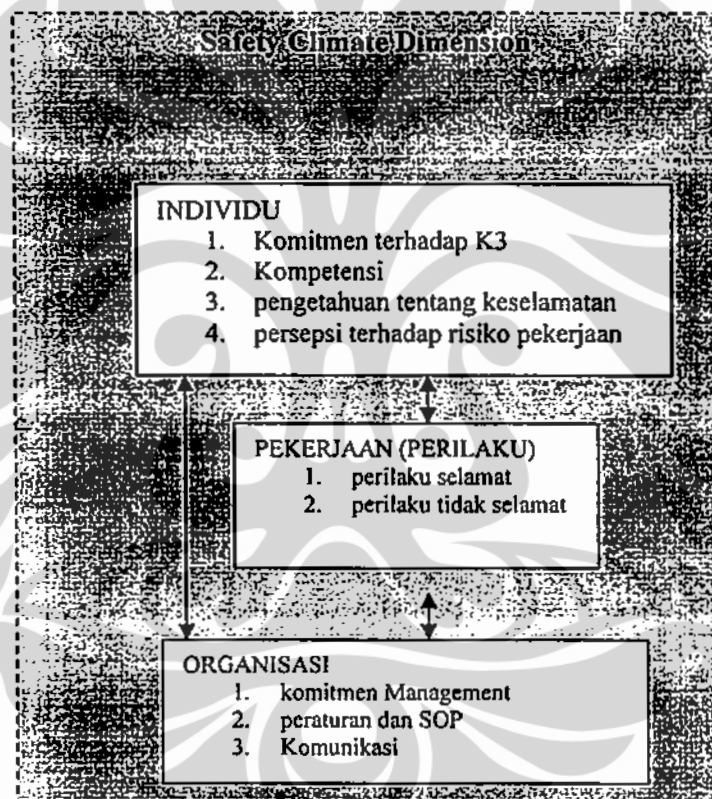 Safety Climate Dimension
INDIVIDU
1. Komitmen terhadap K3
2. Kompetensi
3. pengetahuan tentang keselamatan
4. persepsi terhadap risiko pekerjaan
PEKERJAAN (PERILAKU)
1. perilaku selamat
2. perilaku tidak selamat
ORGANISASI
1. komitmen Management
2. peraturan dan SOP
3. Komunikasi